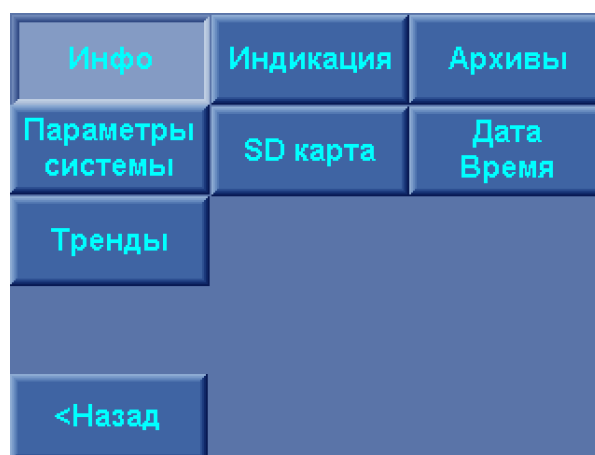 Инфо
Индикация
Архивы
Параметры
системы
SD карта
Дата
Время
Тренды
<Назад